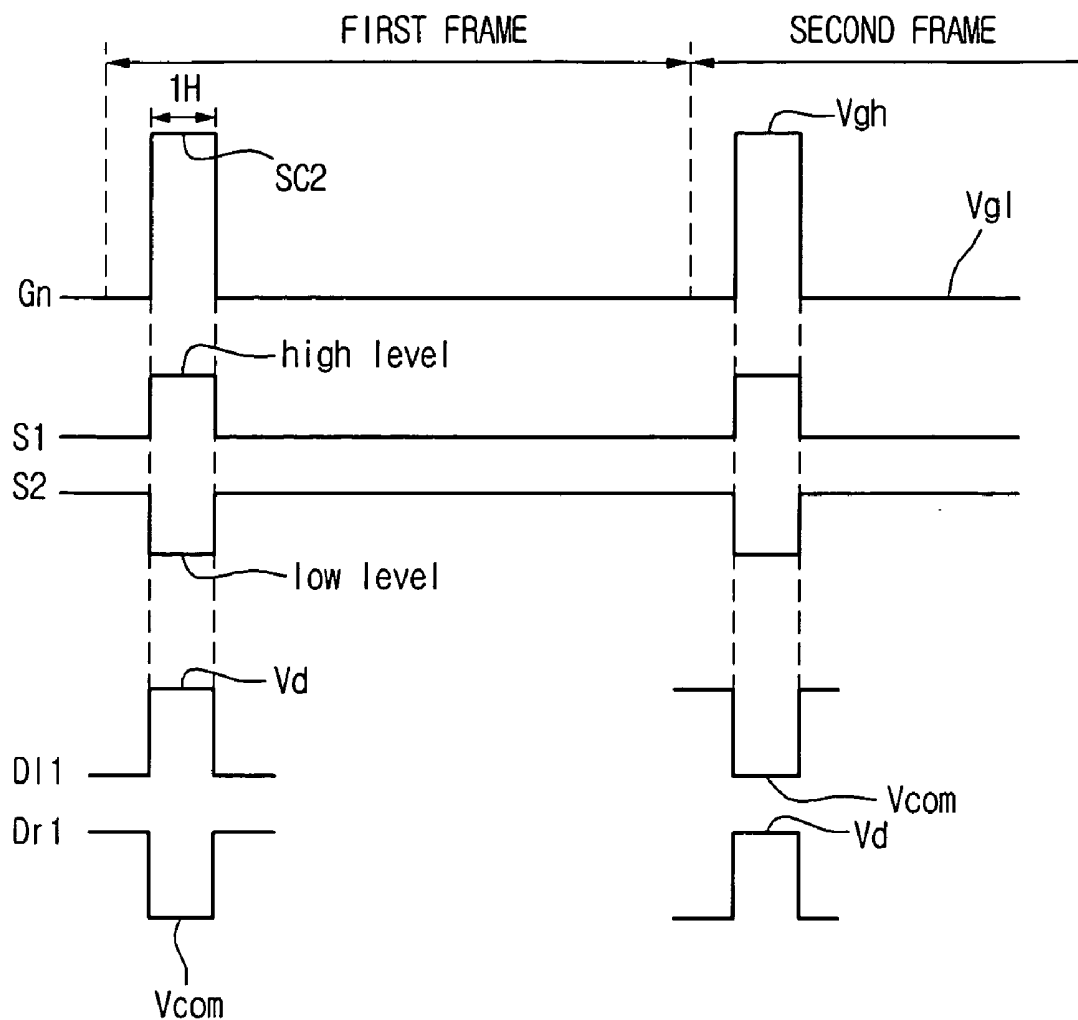 FIRST FRAME
SECOND FRAME
1H
Vgh
SC2
Vgl
Gn
high level
S1
S2
low level
Vd
Dl1
Vcom
Dr1
Vd
Vcom